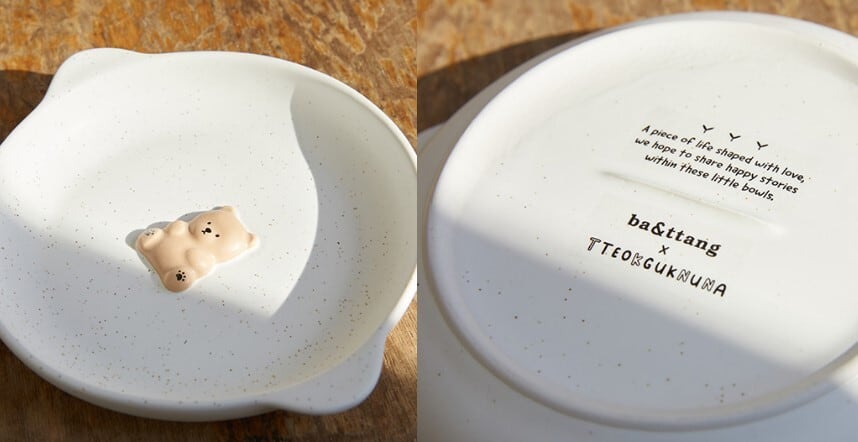 A piece of life shaped with love,
we hope to share happy stories
within these little bowls.
ba&ttang
x
TTEOKGUKNUNA